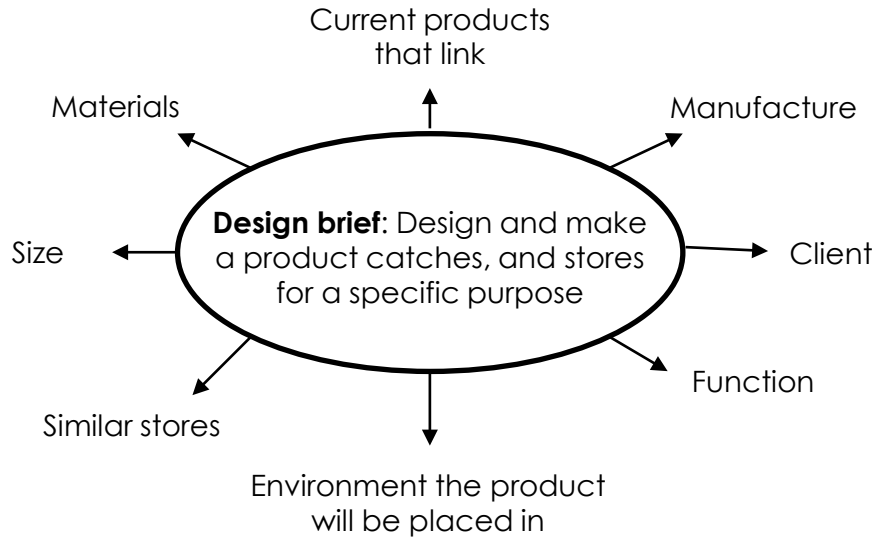 Current products
that link
Materials
Manufacture
Design brief: Design and make
a product catches, and stores
for a specific purpose
Size
Client
Function
Similar stores
Environment the product
will be placed in